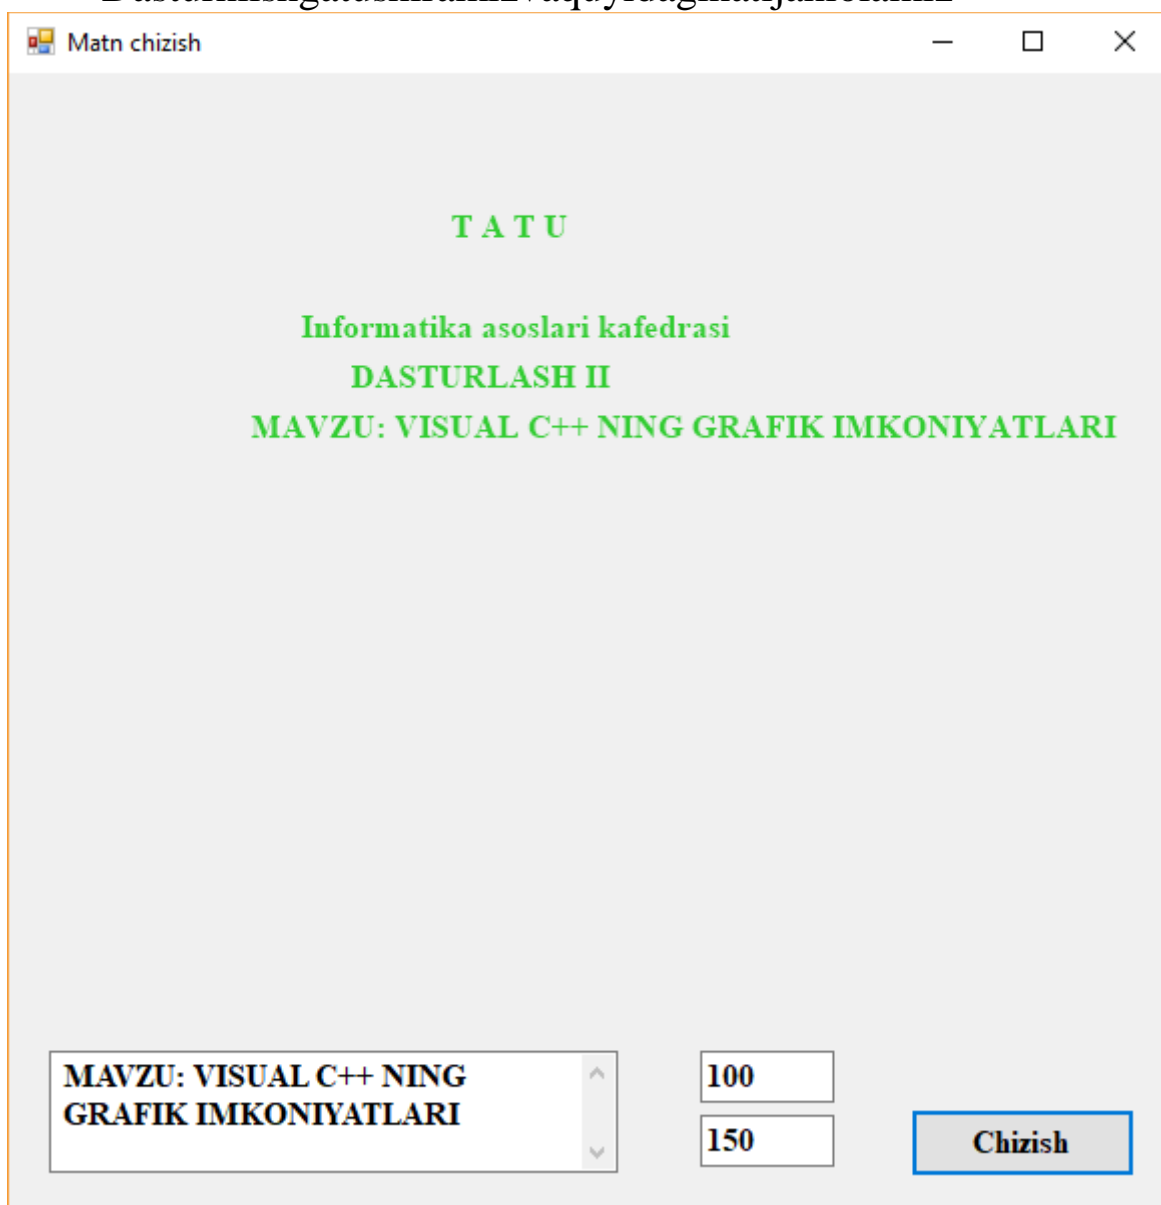 Matn chizish
T A T U
Informatika asoslari kafedrasi
DASTURLASH II
MAVZU: VISUAL C++ NING GRAFIK IMKONIYATLARI
MAVZU: VISUAL C++ NING
GRAFIK IMKONIYATLARI
100
150
Chizish